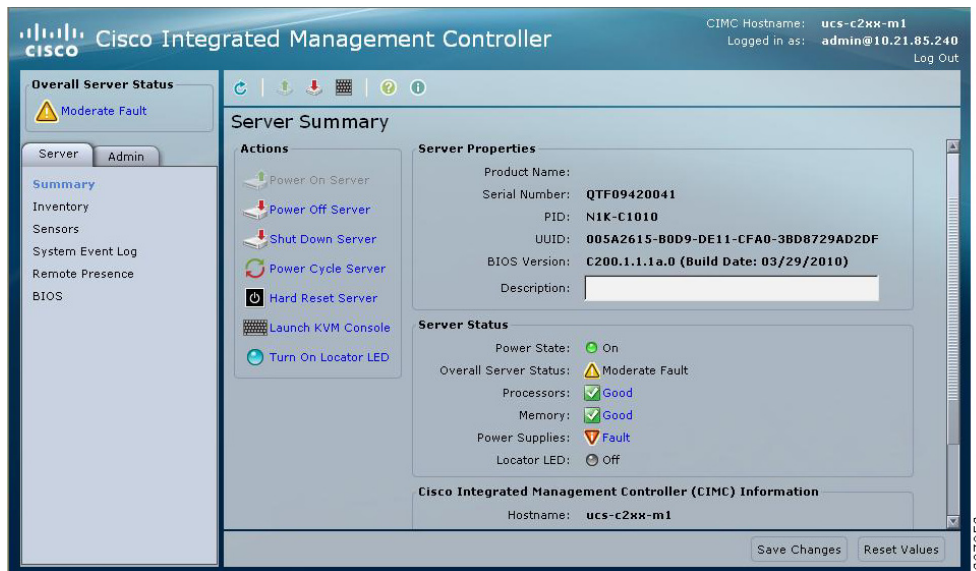 CISCO Cisco Integrated Management Controller
CIMC Hostname: ucs-c2xx-m1
Logged in as: admin@10.21.85.240
Log Out
Overall Server Status
Moderate Fault
Server Admin
Summary
Inventory
Sensors
System Event Log
Remote Presence
BIOS
Server Summary
Actions
Power On Server
Power Off Server
Shut Down Server
Power Cycle Server
Hard Reset Server
Launch KVM Console
Turn On Locator LED
Server Properties
Product Name:
Serial Number: QTF09420041
PID: N1K-C1010
UUID: 005A2615-B0D9-DE11-CFA0-3BD8729AD2DF
BIOS Version: C200.1.1.1a.0 (Build Date: 03/29/2010)
Description:
Server Status
Power State: On
Overall Server Status: Moderate Fault
Processors: Good
Memory: Good
Power Supplies: Fault
Locator LED: Off
Cisco Integrated Management Controller (CIMC) Information
Hostname: ucs-c2xx-m1
Save Changes Reset Values